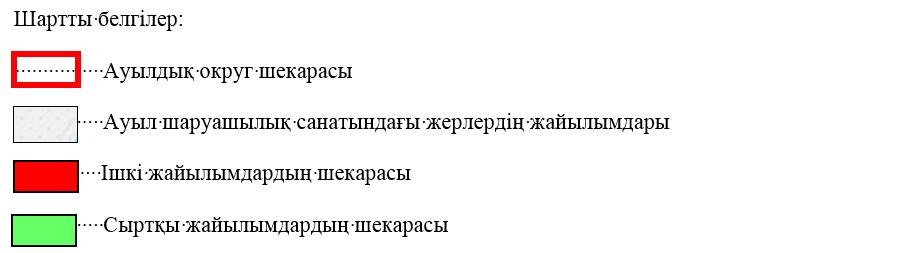 Шартты белгілер:
Ауылдық округ шекарасы
Ауыл шаруашылық санатындағы жерлердің жайылымдары
Ішкі жайылымдардың шекарасы
Сыртқы жайылымдардың шекарасы